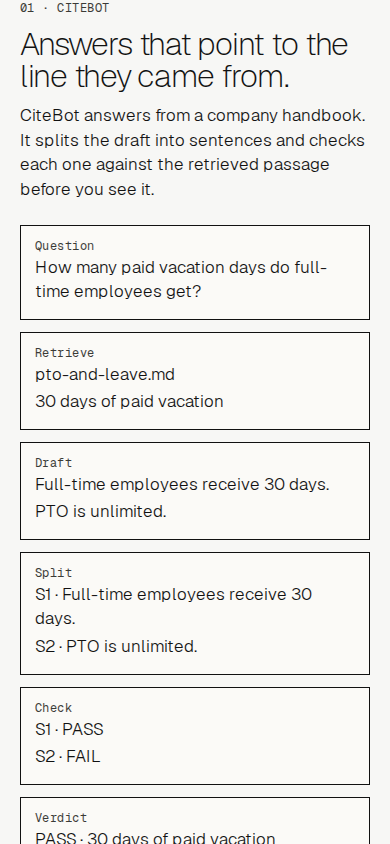 01 · CITEBOT
Answers that point to the
line they came from.
CiteBot answers from a company handbook.
It splits the draft into sentences and checks
each one against the retrieved passage
before you see it.
Question
How many paid vacation days do full-
time employees get?
Retrieve
pto-and-leave.md
30 days of paid vacation
Draft
Full-time employees receive 30 days.
PTO is unlimited.
Split
S1 · Full-time employees receive 30
days.
S2 · PTO is unlimited.
Check
S1 · PASS
S2 · FAIL
Verdict
PASS · 30 days of paid vacation